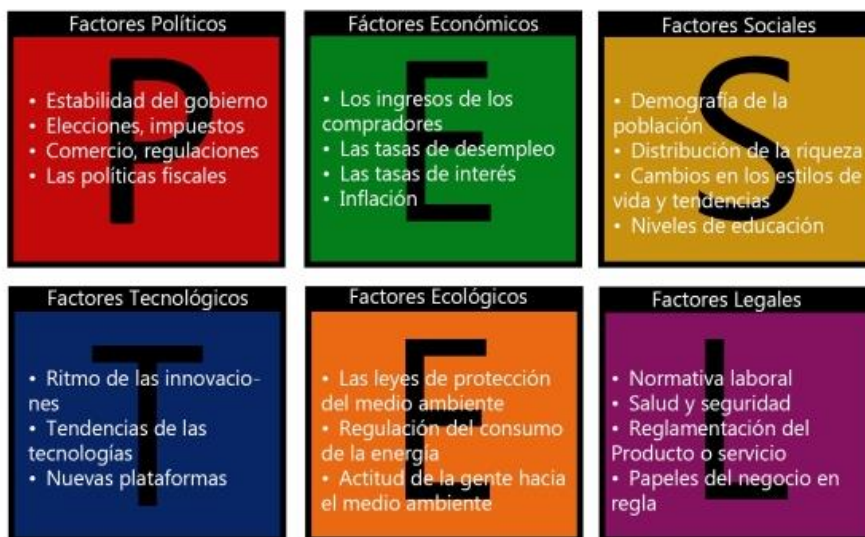 Factores Políticos
P
• Estabilidad del gobierno
• Elecciones, impuestos
• Comercio, regulaciones
• Las políticas fiscales
Fáctores Económicos
E
• Los ingresos de los
compradores
• Las tasas de desempleo
• Las tasas de interés
• Inflación
Factores Sociales
S
• Demografía de la
población
• Distribución de la riqueza
• Cambios en los estilos de
vida y tendencias
• Niveles de educación
Factores Tecnológicos
T
• Ritmo de las innovacio-
nes
• Tendencias de las
tecnologías
• Nuevas plataformas
Factores Ecológicos
E
• Las leyes de protección
del medio ambiente
• Regulación del consumo
de la energía
• Actitud de la gente hacia
el medio ambiente
Factores Legales
L
• Normativa laboral
• Salud y seguridad
• Reglamentación del
Producto o servicio
• Papeles del negocio en
regla